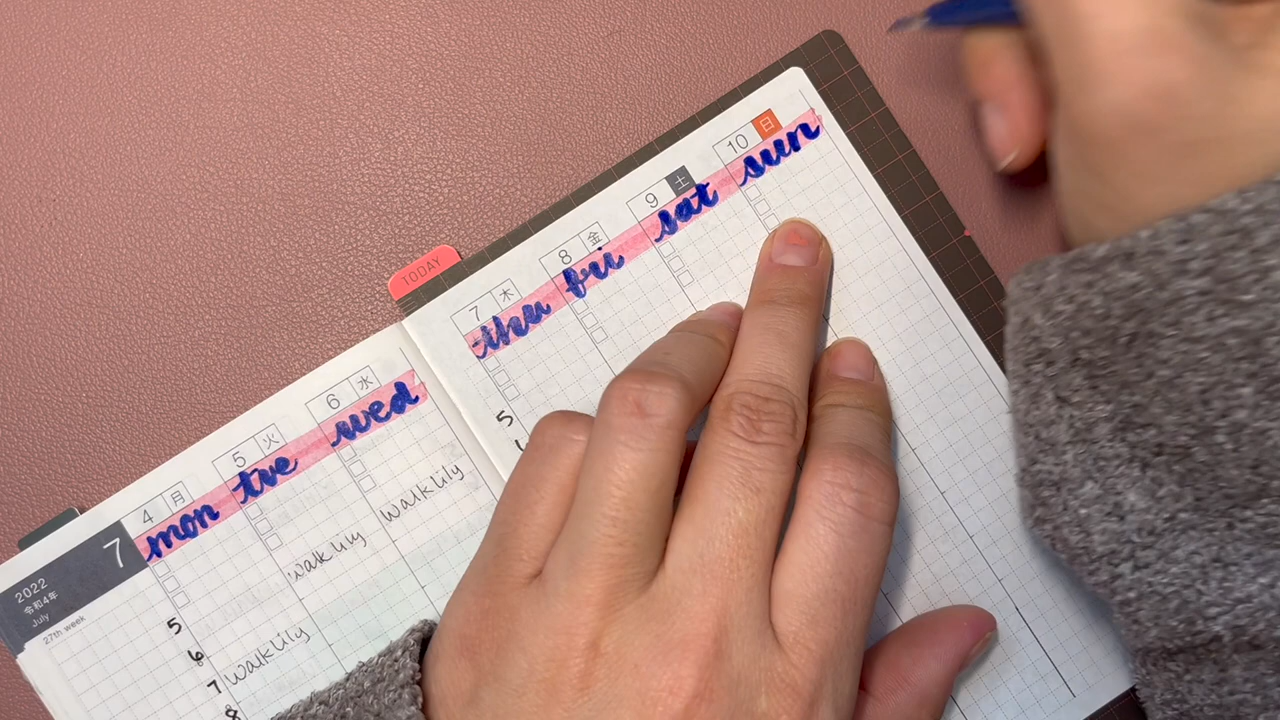 TODAY
7
2022
令和4年
July
27th week
4 月
5 火
6 水
7 木
8 金
9 土
10 日
mon tue wed thu fri sat sun
5
6
7
8
walk lily
walk lily
walk lily
5